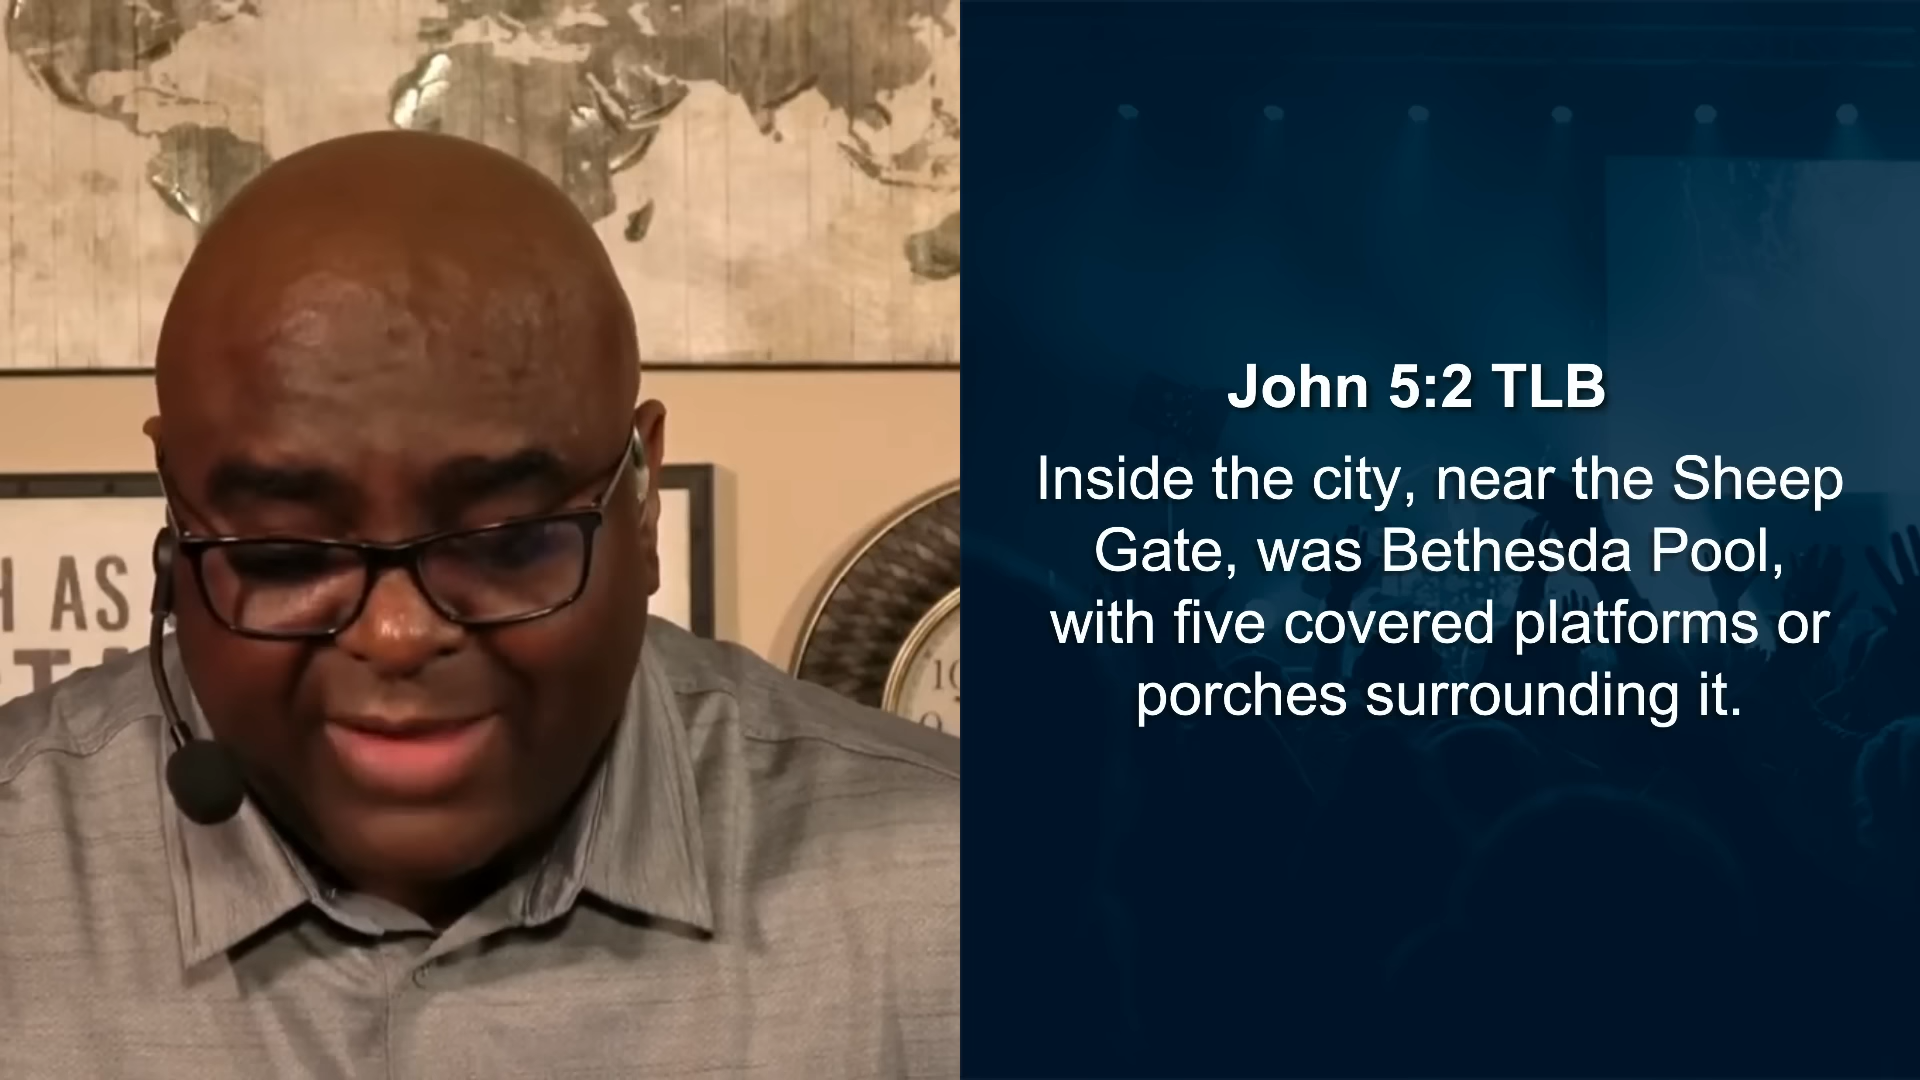 H AS
John 5:2 TLB
Inside the city, near the Sheep
Gate, was Bethesda Pool,
with five covered platforms or
porches surrounding it.